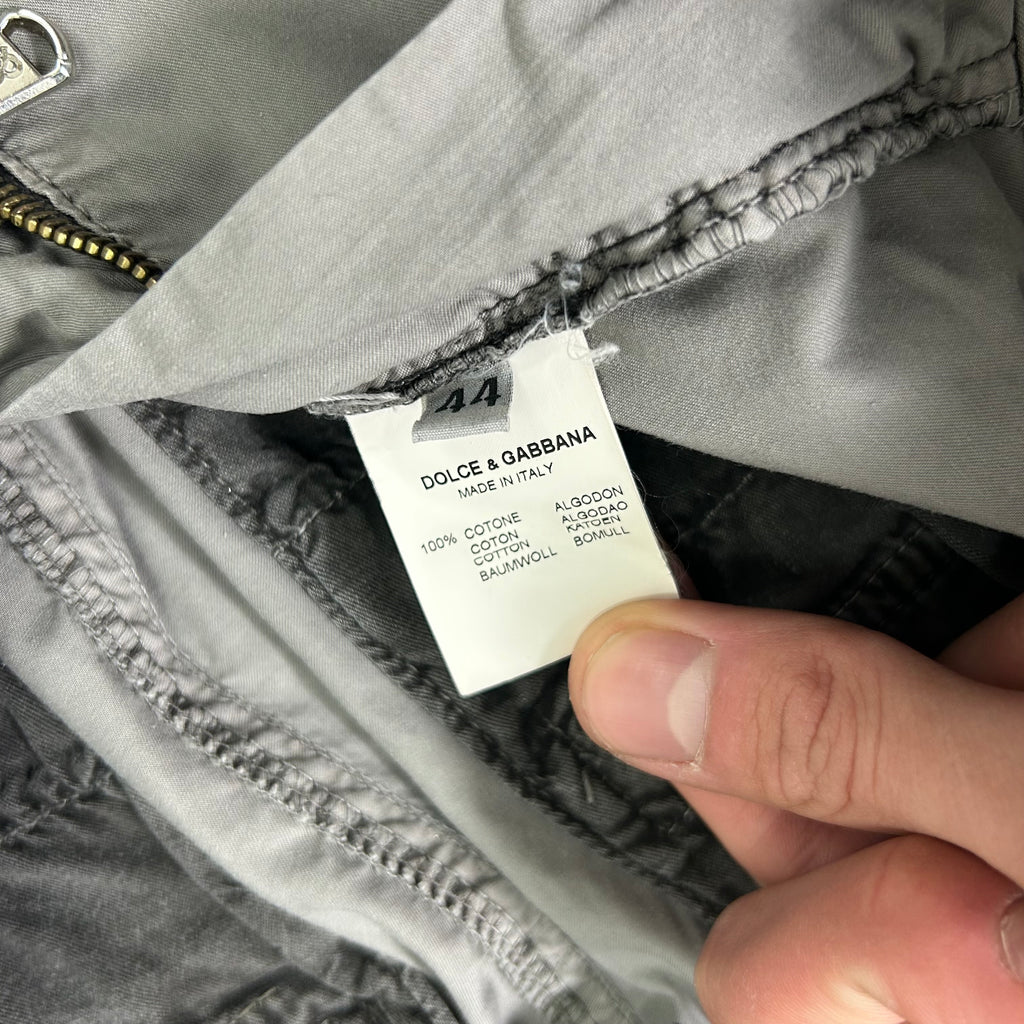 44
DOLCE & GABBANA
MADE IN ITALY
100% COTONE
COTON
COTTON
BAUMWOLL
ALGODON
ALGODAO
KATOEN
BOMULL